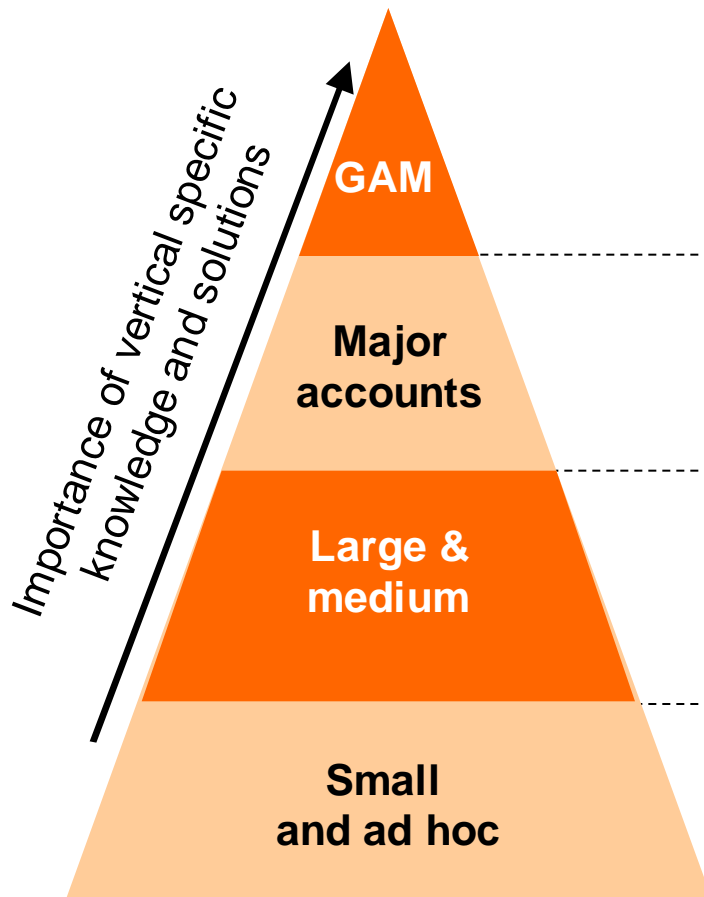 Importance of vertical specific
knowledge and solutions
GAM
Major
accounts
Large &
medium
Small
and ad hoc